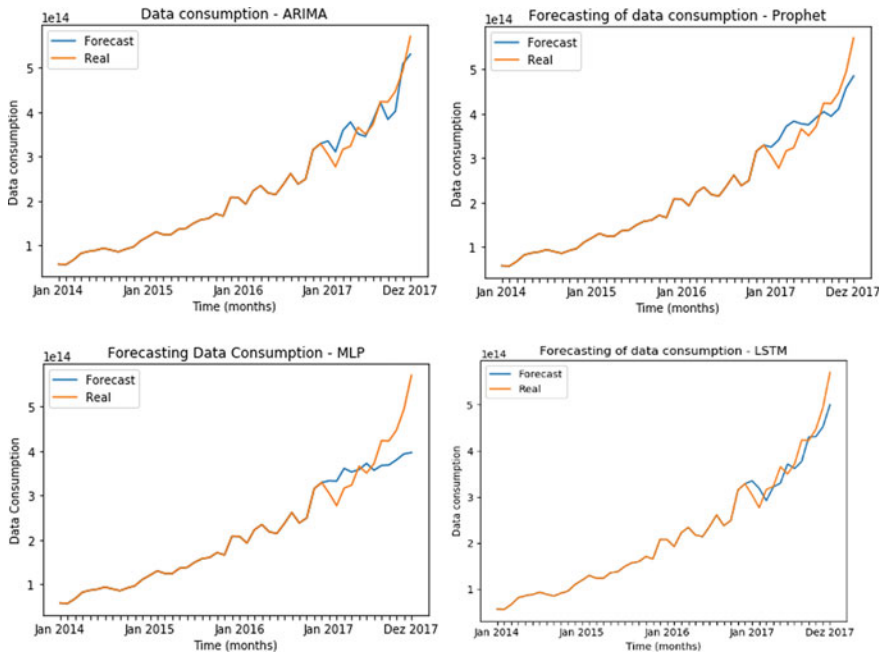 Data consumption - ARIMA
1e14
Forecast
Real
Data consumption
5
4
3
2
1
Jan 2014
Jan 2015
Jan 2016
Jan 2017
Dez 2017
Time (months)
Forecasting of data consumption - Prophet
1e14
Forecast
Real
Data consumption
5
4
3
2
1
Jan 2014
Jan 2015
Jan 2016
Jan 2017
Dez 2017
Time (months)
Forecasting Data Consumption - MLP
1e14
Forecast
Real
Data Consumption
5
4
3
2
1
Jan 2014
Jan 2015
Jan 2016
Jan 2017
Dez 2017
Time (months)
Forecasting of data consumption - LSTM
1e14
Forecast
Real
Data consumption
5
4
3
2
1
Jan 2014
Jan 2015
Jan 2016
Jan 2017
Dez 2017
Time (months)